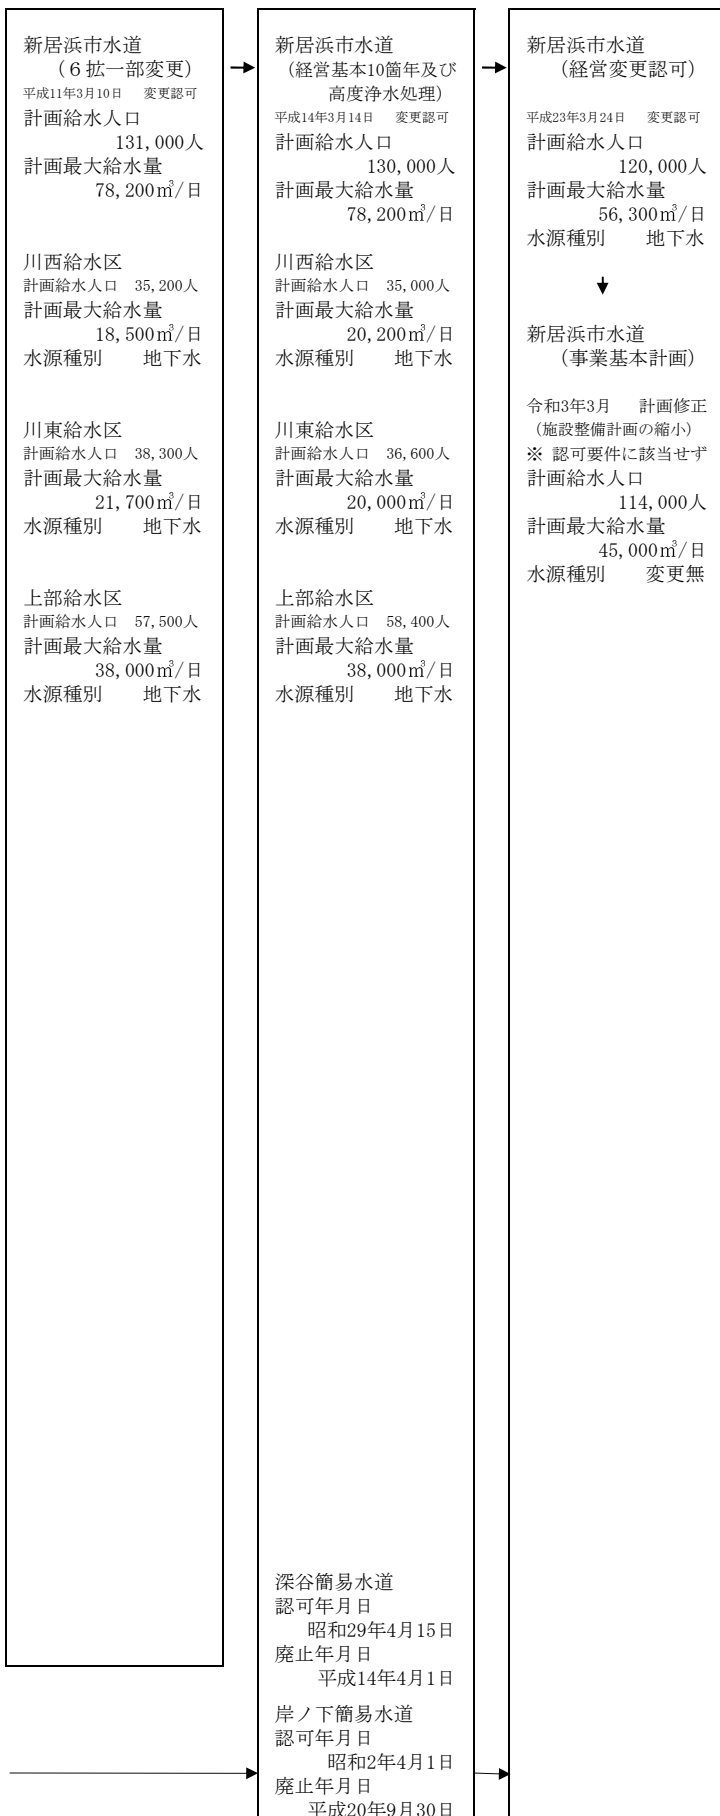 新居浜市水道
（６拡一部変更）
平成11年3月10日　変更認可
計画給水人口
131,000人
計画最大給水量
78,200㎥/日
川西給水区
計画給水人口　35,200人
計画最大給水量
18,500㎥/日
水源種別　　地下水
川東給水区
計画給水人口　38,300人
計画最大給水量
21,700㎥/日
水源種別　　地下水
上部給水区
計画給水人口　57,500人
計画最大給水量
38,000㎥/日
水源種別　　地下水
新居浜市水道
（経営基本10箇年及び
高度浄水処理）
平成14年3月14日　変更認可
計画給水人口
130,000人
計画最大給水量
78,200㎥/日
川西給水区
計画給水人口　35,000人
計画最大給水量
20,200㎥/日
水源種別　　地下水
川東給水区
計画給水人口　36,600人
計画最大給水量
20,000㎥/日
水源種別　　地下水
上部給水区
計画給水人口　58,400人
計画最大給水量
38,000㎥/日
水源種別　　地下水
深谷簡易水道
認可年月日
昭和29年4月15日
廃止年月日
平成14年4月1日
岸ノ下簡易水道
認可年月日
昭和2年4月1日
廃止年月日
平成20年9月30日
新居浜市水道
（経営変更認可）
平成23年3月24日　変更認可
計画給水人口
120,000人
計画最大給水量
56,300㎥/日
水源種別　　地下水
新居浜市水道
（事業基本計画）
令和3年3月　計画修正
（施設整備計画の縮小）
※ 認可要件に該当せず
計画給水人口
114,000人
計画最大給水量
45,000㎥/日
水源種別　　変更無